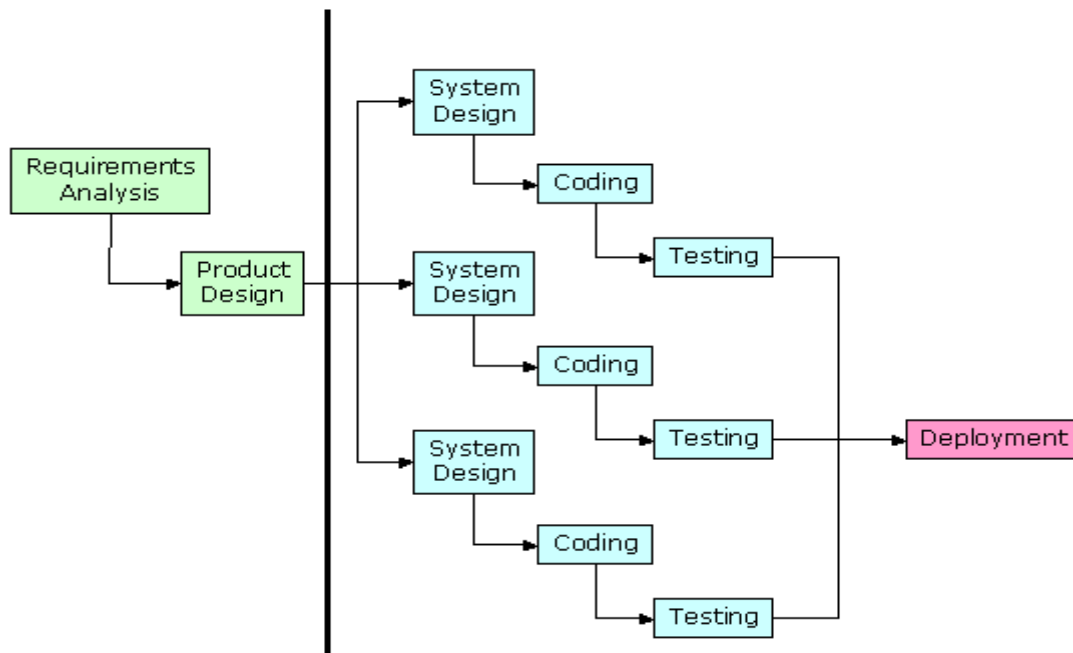 Requirements
Analysis
Product
Design
System
Design
Coding
Testing
System
Design
Coding
Testing
System
Design
Coding
Testing
Deployment